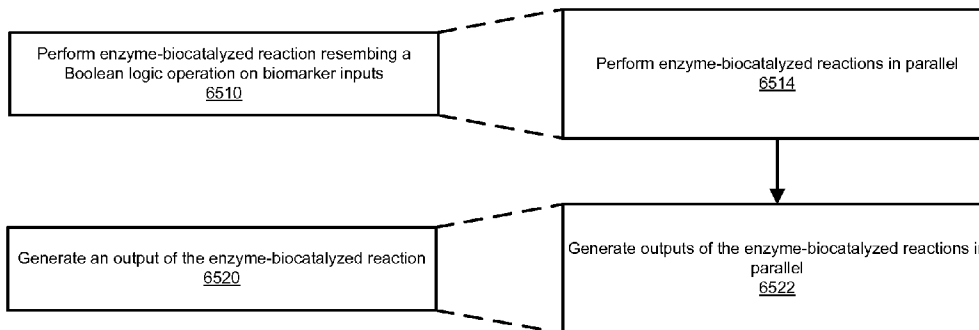 Perform enzyme-biocatalyzed reaction resembing a
Boolean logic operation on biomarker inputs
6510
Perform enzyme-biocatalyzed reactions in parallel
6514
Generate an output of the enzyme-biocatalyzed reaction
6520
Generate outputs of the enzyme-biocatalyzed reactions in
parallel
6522